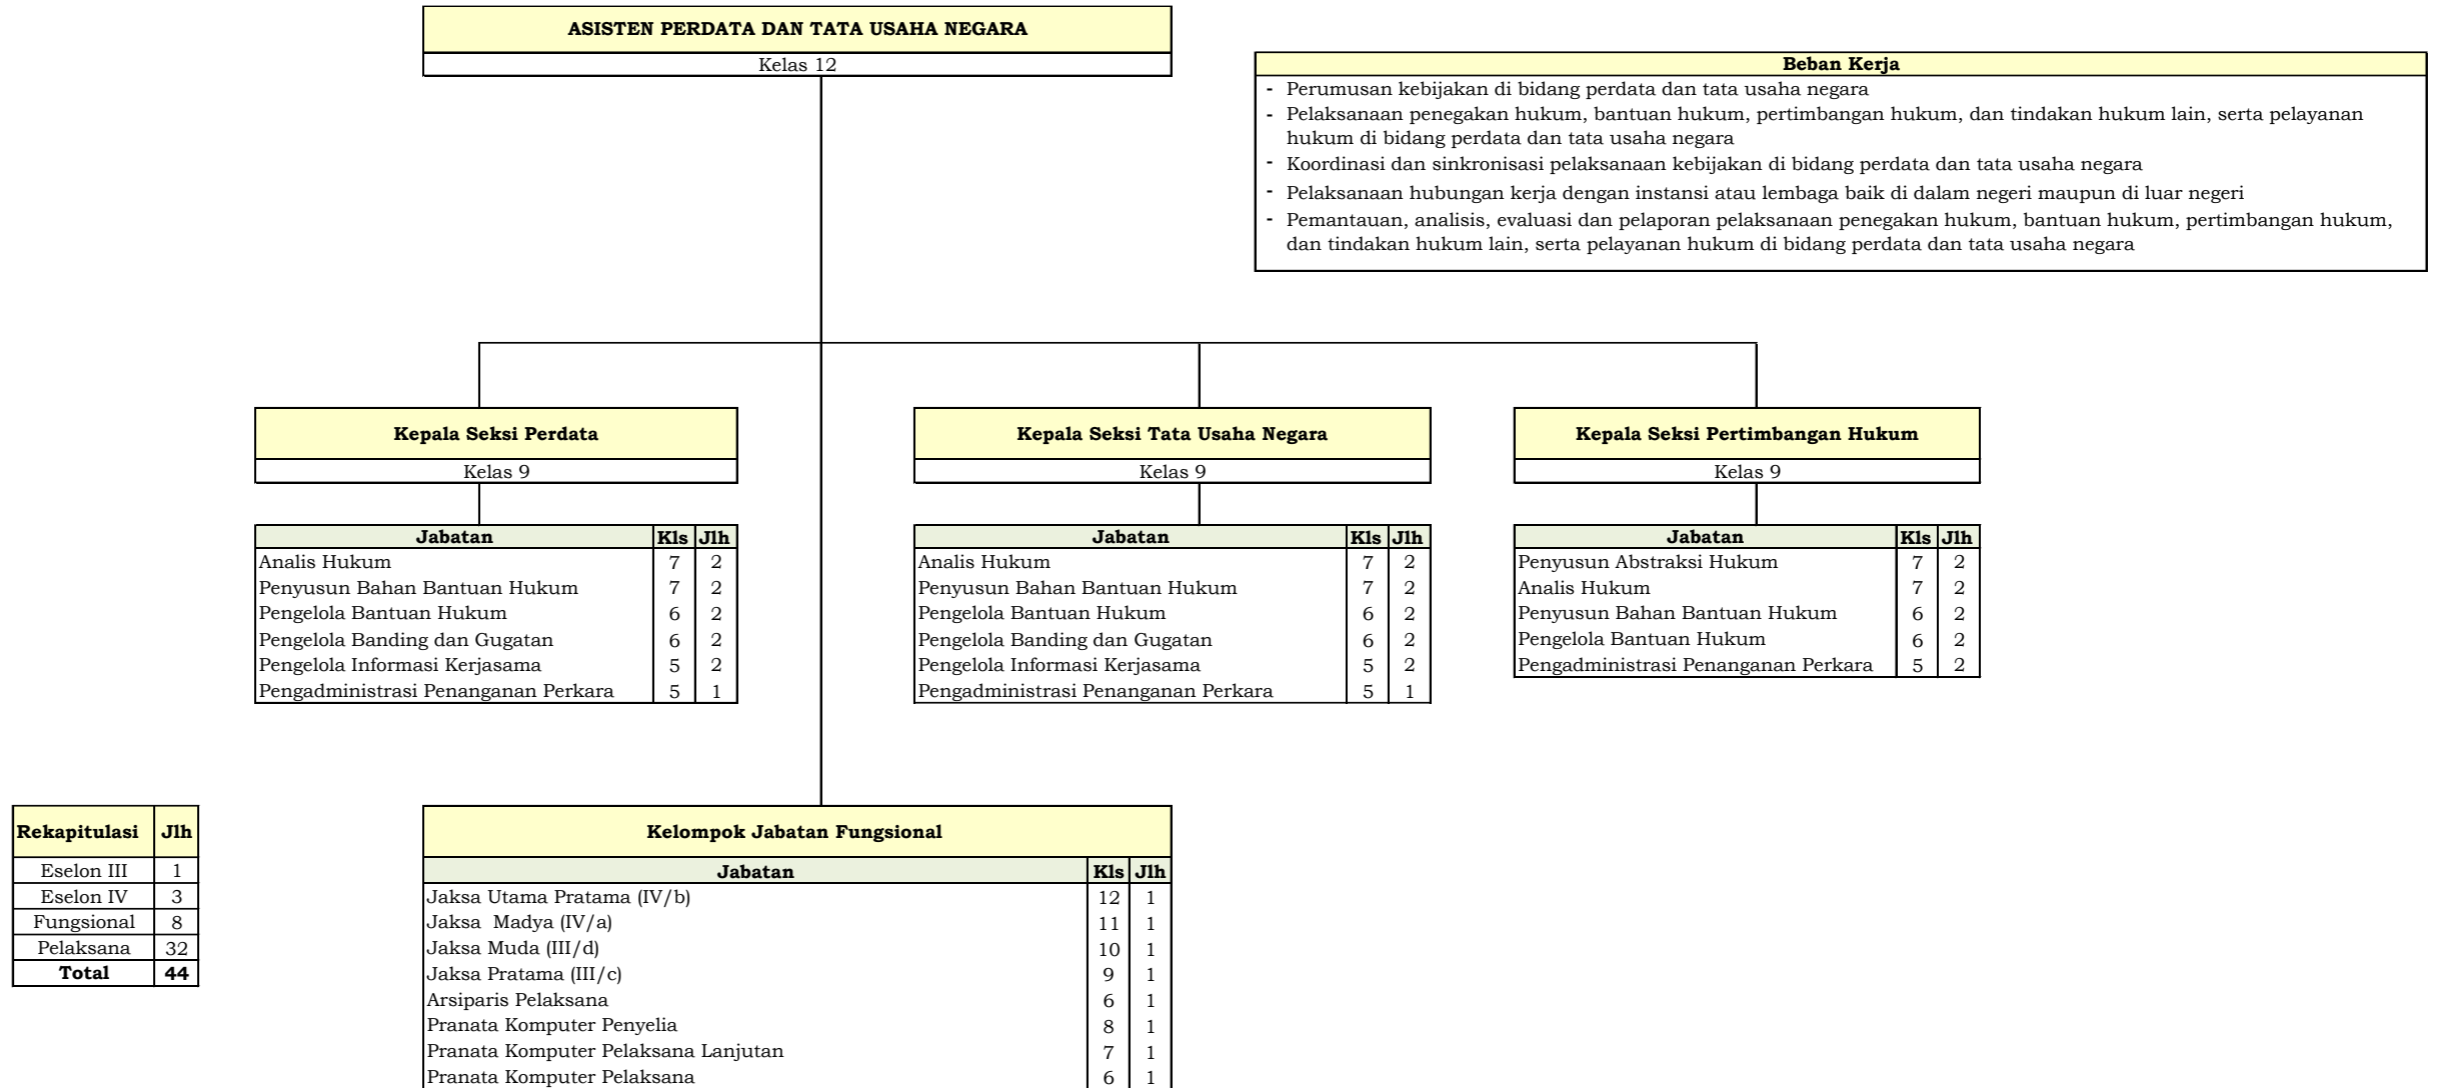 ASISTEN PERDATA DAN TATA USAHA NEGARA
Kelas 12
Beban Kerja
- Perumusan kebijakan di bidang perdata dan tata usaha negara
- Pelaksanaan penegakan hukum, bantuan hukum, pertimbangan hukum, dan tindakan hukum lain, serta pelayanan
hukum di bidang perdata dan tata usaha negara
- Koordinasi dan sinkronisasi pelaksanaan kebijakan di bidang perdata dan tata usaha negara
- Pelaksanaan hubungan kerja dengan instansi atau lembaga baik di dalam negeri maupun di luar negeri
- Pemantauan, analisis, evaluasi dan pelaporan pelaksanaan penegakan hukum, bantuan hukum, pertimbangan hukum,
dan tindakan hukum lain, serta pelayanan hukum di bidang perdata dan tata usaha negara
Kepala Seksi Perdata
Kelas 9
Jabatan Kls Jlh
Analis Hukum 7 2
Penyusun Bahan Bantuan Hukum 7 2
Pengelola Bantuan Hukum 6 2
Pengelola Banding dan Gugatan 6 2
Pengelola Informasi Kerjasama 5 2
Pengadministrasi Penanganan Perkara 5 1
Kepala Seksi Tata Usaha Negara
Kelas 9
Jabatan Kls Jlh
Analis Hukum 7 2
Penyusun Bahan Bantuan Hukum 7 2
Pengelola Bantuan Hukum 6 2
Pengelola Banding dan Gugatan 6 2
Pengelola Informasi Kerjasama 5 2
Pengadministrasi Penanganan Perkara 5 1
Kepala Seksi Pertimbangan Hukum
Kelas 9
Jabatan Kls Jlh
Penyusun Abstraksi Hukum 7 2
Analis Hukum 7 2
Penyusun Bahan Bantuan Hukum 6 2
Pengelola Bantuan Hukum 6 2
Pengadministrasi Penanganan Perkara 5 2
Rekapitulasi Jlh
Eselon III 1
Eselon IV 3
Fungsional 8
Pelaksana 32
Total 44
Kelompok Jabatan Fungsional
Jabatan Kls Jlh
Jaksa Utama Pratama (IV/b) 12 1
Jaksa Madya (IV/a) 11 1
Jaksa Muda (III/d) 10 1
Jaksa Pratama (III/c) 9 1
Arsiparis Pelaksana 6 1
Pranata Komputer Penyelia 8 1
Pranata Komputer Pelaksana Lanjutan 7 1
Pranata Komputer Pelaksana 6 1